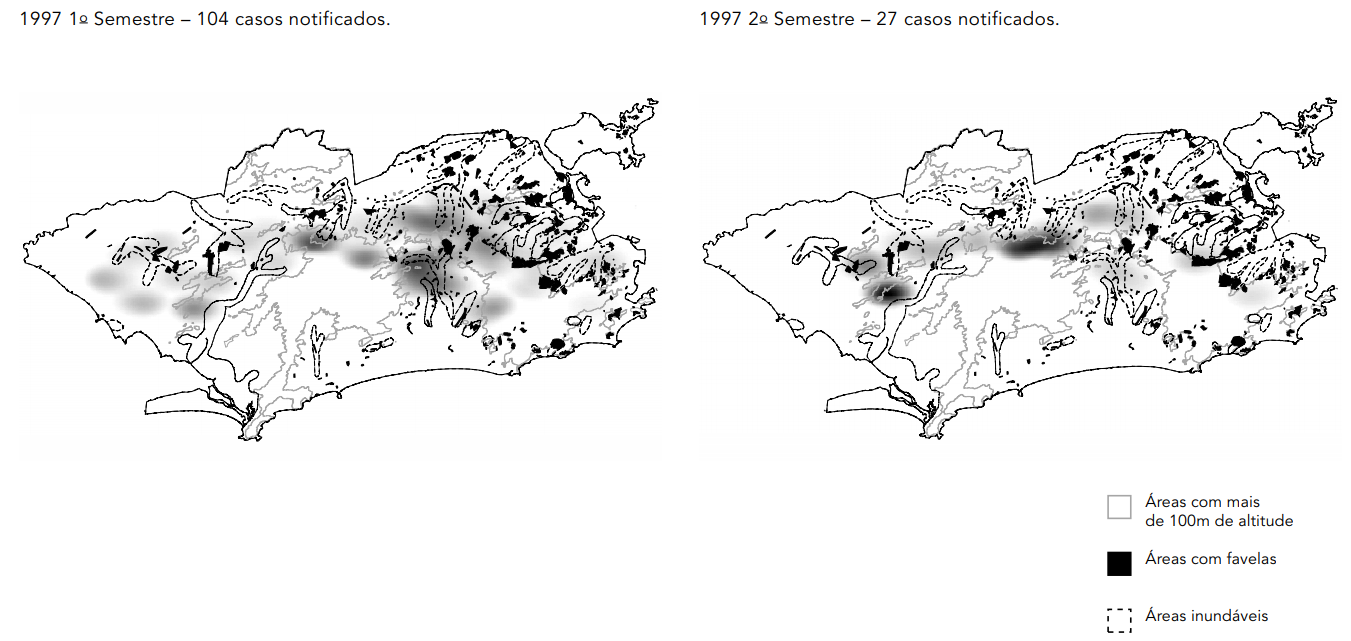 1997 1º Semestre – 104 casos notificados.
1997 2º Semestre – 27 casos notificados.
Áreas com mais
de 100m de altitude
Áreas com favelas
Áreas inundáveis